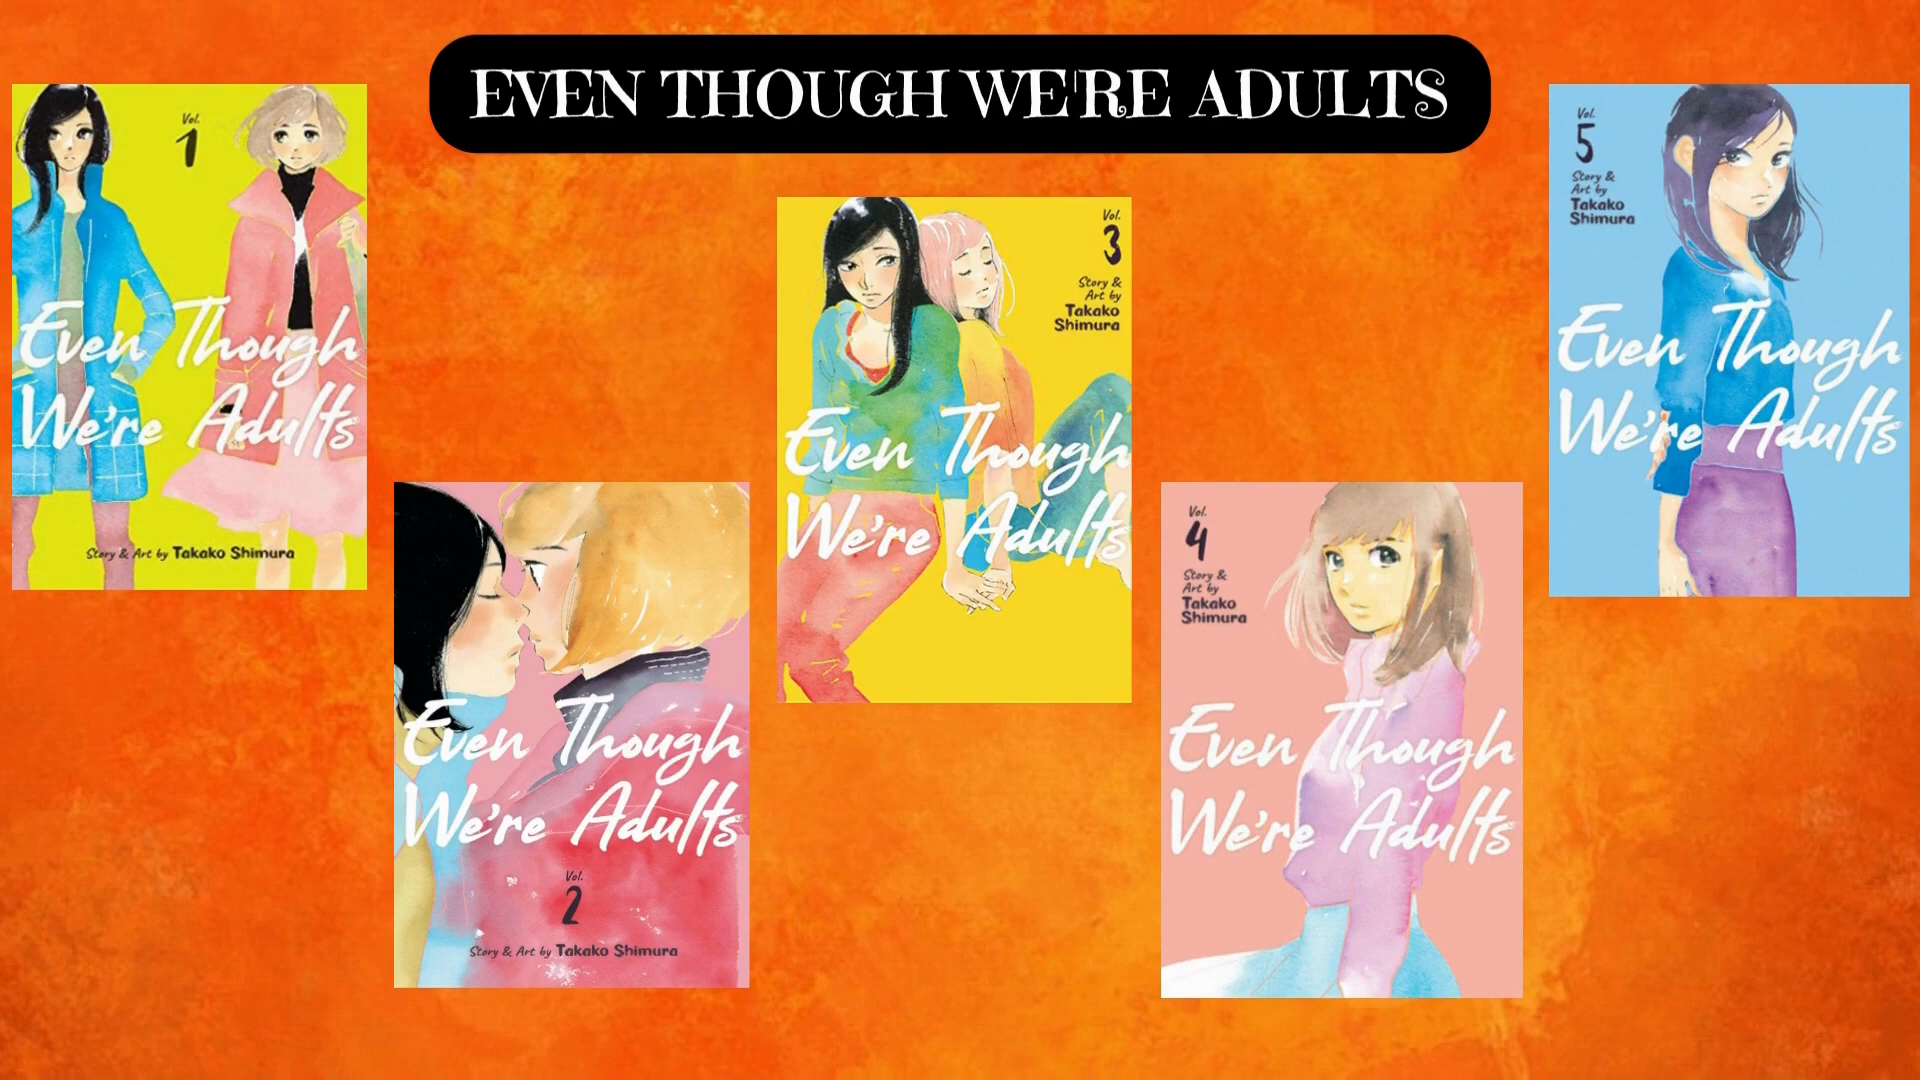 EVEN THOUGH WE'RE ADULTS
Vol.
1
Even Though
We're Adults
Story & Art by Takako Shimura
Even Though
We're Adults
Vol.
2
Story & Art by Takako Shimura
Vol.
3
Story &
Art by
Takako
Shimura
Even Though
We're Adults
Vol.
4
Story &
Art by
Takako
Shimura
Even Though
We're Adults
Vol.
5
Story &
Art by
Takako
Shimura
Even Though
We're Adults